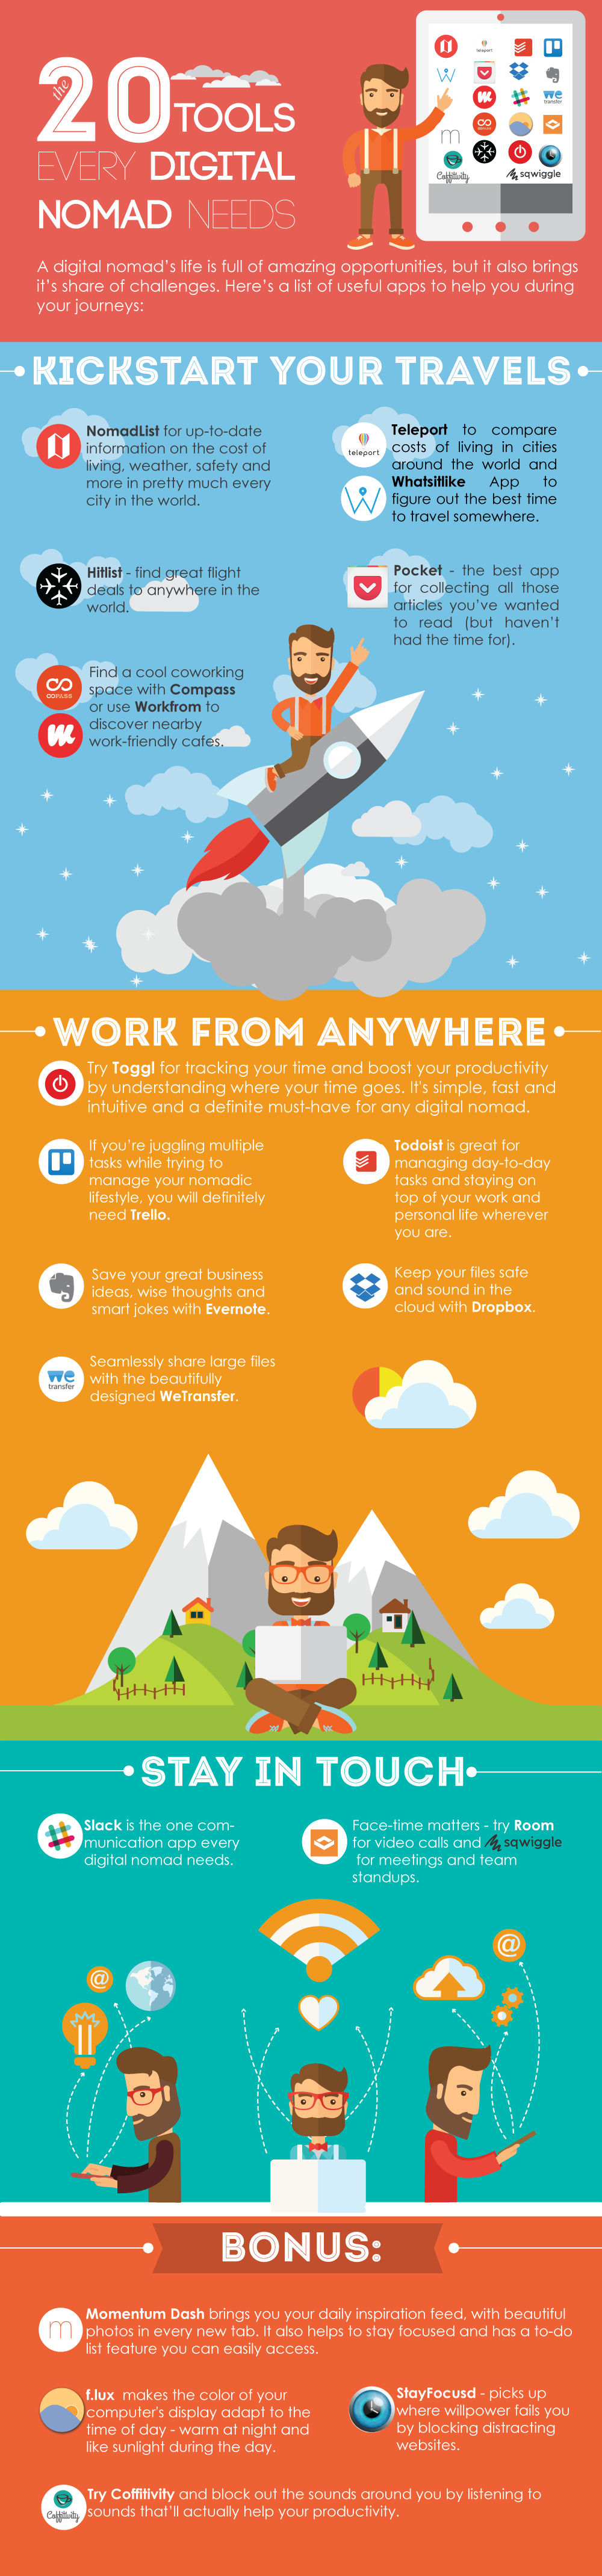 the
20 TOOLS
EVERY DIGITAL
NOMAD NEEDS
teleport
W
transfer
we
m
COPASS
Coffitivity
sqwiggle
A digital nomad's life is full of amazing opportunities, but it also brings
it's share of challenges. Here's a list of useful apps to help you during
your journeys:
KICKSTART YOUR TRAVELS
NomadList for up-to-date
information on the cost of
living, weather, safety and
more in pretty much every
city in the world.
teleport
W
Teleport to compare
costs of living in cities
around the world and
Whatsitlike App to
figure out the best time
to travel somewhere.
Hitlist - find great flight
deals to anywhere in the
world.
Pocket - the best app
for collecting all those
articles you've wanted
to read (but haven't
had the time for).
COPASS
Find a cool coworking
space with Compass
or use Workfrom to
discover nearby
work-friendly cafes.
WORK FROM ANYWHERE
Try Toggl for tracking your time and boost your productivity
by understanding where your time goes. It's simple, fast and
intuitive and a definite must-have for any digital nomad.
If you're juggling multiple
tasks while trying to
manage your nomadic
lifestyle, you will definitely
need Trello.
Todoist is great for
managing day-to-day
tasks and staying on
top of your work and
personal life wherever
you are.
Save your great business
ideas, wise thoughts and
smart jokes with Evernote.
Keep your files safe
and sound in the
cloud with Dropbox.
we
transfer
Seamlessly share large files
with the beautifully
designed WeTransfer.
STAY IN TOUCH
Slack is the one com-
munication app every
digital nomad needs.
Face-time matters - try Room
for video calls and sqwiggle
for meetings and team
standups.
@
@
BONUS:
m
Momentum Dash brings you your daily inspiration feed, with beautiful
photos in every new tab. It also helps to stay focused and has a to-do
list feature you can easily access.
f.lux makes the color of your
computer's display adapt to the
time of day - warm at night and
like sunlight during the day.
StayFocusd - picks up
where willpower fails you
by blocking distracting
websites.
Coffitivity
Try Coffitivity and block out the sounds around you by listening to
sounds that'll actually help your productivity.